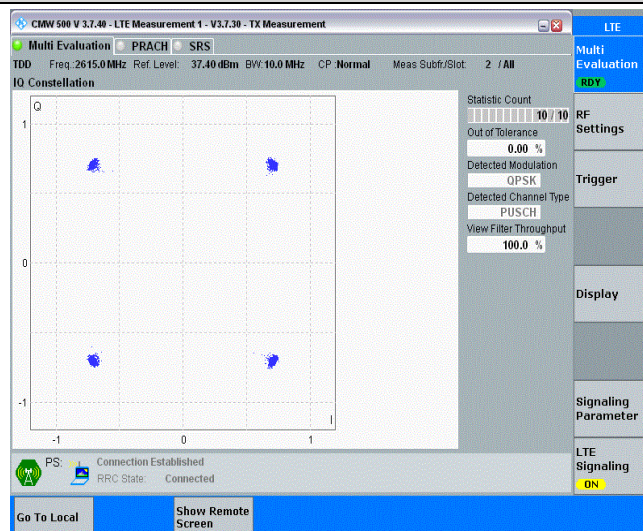 CMW 500 V 3.7.40 - LTE Measurement 1 - V3.7.30 - TX Measurement
LTE
Multi Evaluation PRACH SRS
Multi
Evaluation
RDY
TDD Freq.:2615.0 MHz Ref. Level: 37.40 dBm BW:10.0 MHz CP :Normal Meas Subfr./Slot: 2 / All
IQ Constellation
Q
1
0
-1
-1 0 1
I
Statistic Count
10 / 10
Out of Tolerance
0.00 %
Detected Modulation
QPSK
Detected Channel Type
PUSCH
View Filter Throughput
100.0 %
RF
Settings
Trigger
Display
Signaling
Parameter
LTE
Signaling
ON
PS: Connection Established
RRC State: Connected
Go To Local
Show Remote
Screen